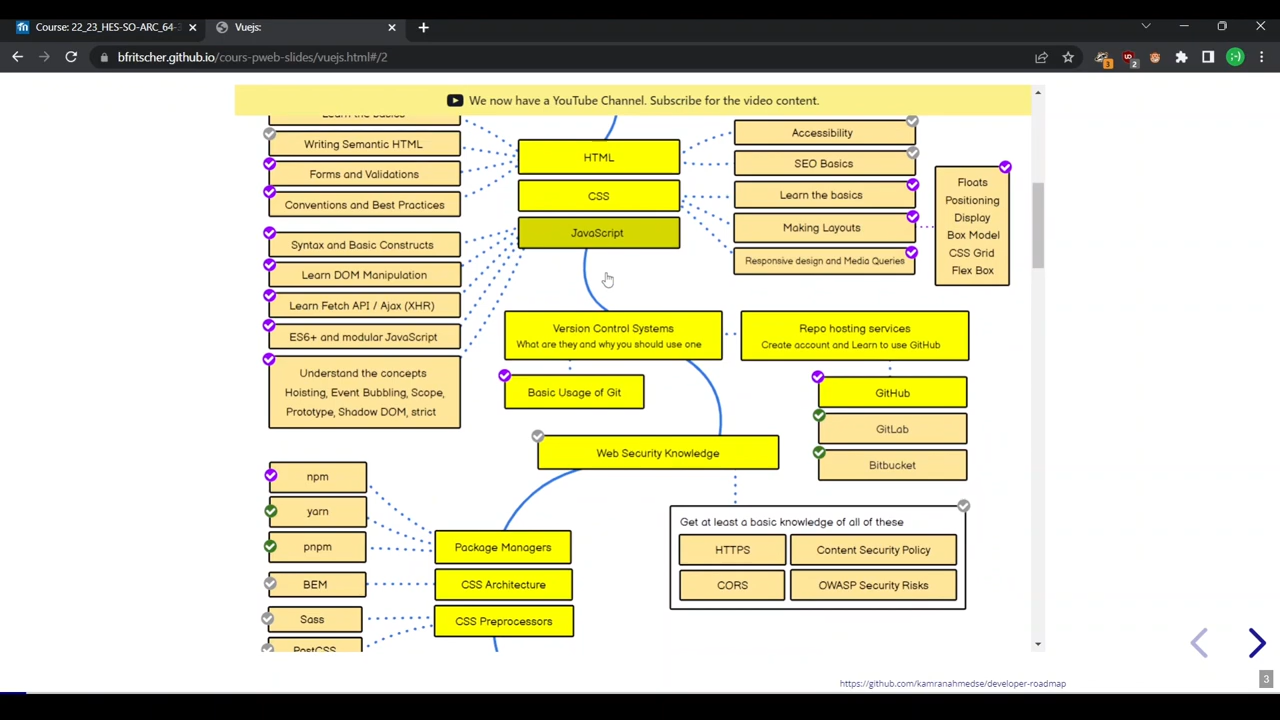 Course: 22_23_HES-SO-ARC_64-2
Vuejs:
bfritscher.github.io/cours-pweb-slides/vuejs.html#/2
3
2
:-)
We now have a YouTube Channel. Subscribe for the video content.
Learn the basics
Writing Semantic HTML
Forms and Validations
Conventions and Best Practices
HTML
CSS
JavaScript
Accessibility
SEO Basics
Learn the basics
Making Layouts
Responsive design and Media Queries
Floats
Positioning
Display
Box Model
CSS Grid
Flex Box
Syntax and Basic Constructs
Learn DOM Manipulation
Learn Fetch API / Ajax (XHR)
ES6+ and modular JavaScript
Understand the concepts
Hoisting, Event Bubbling, Scope,
Prototype, Shadow DOM, strict
Version Control Systems
What are they and why you should use one
Basic Usage of Git
Repo hosting services
Create account and Learn to use GitHub
GitHub
GitLab
Bitbucket
Web Security Knowledge
Get at least a basic knowledge of all of these
HTTPS
Content Security Policy
CORS
OWASP Security Risks
npm
yarn
pnpm
Package Managers
BEM
CSS Architecture
Sass
PostCSS
CSS Preprocessors
https://github.com/kamranahmedse/developer-roadmap
3